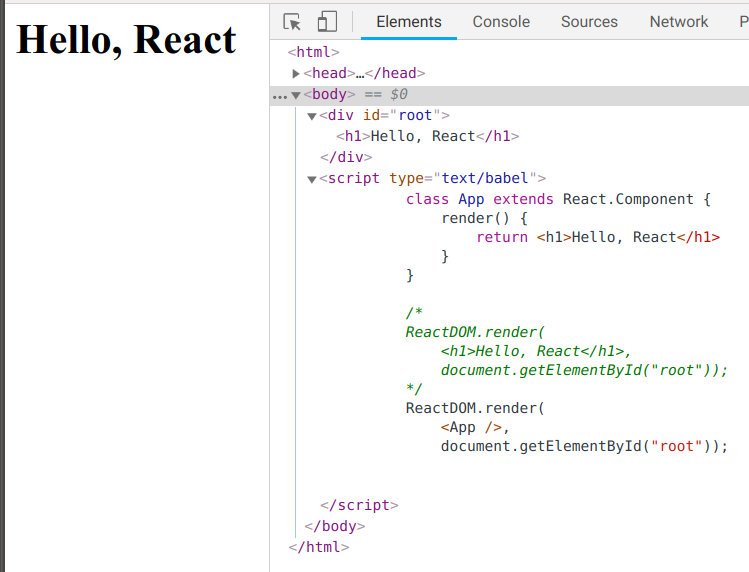 Hello, React
Elements Console Sources Network P
<html>
<head>…</head>
<body> == $0
<div id="root">
<h1>Hello, React</h1>
</div>
<script type="text/babel">
class App extends React.Component {
render() {
return <h1>Hello, React</h1>
}
}
/*
ReactDOM.render(
<h1>Hello, React</h1>,
document.getElementById("root"));
*/
ReactDOM.render(
<App />,
document.getElementById("root"));
</script>
</body>
</html>